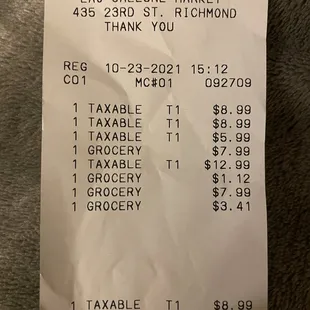 MARKET
435 23RD ST. RICHMOND
THANK YOU
REG 10-23-2021 15:12
C01 MC#01 092709
1 TAXABLE T1 $8.99
1 TAXABLE T1 $8.99
1 TAXABLE T1 $5.99
1 GROCERY $7.99
1 TAXABLE T1 $12.99
1 GROCERY $1.12
1 GROCERY $7.99
1 GROCERY $3.41
1 TAXABLE T1 $8.99